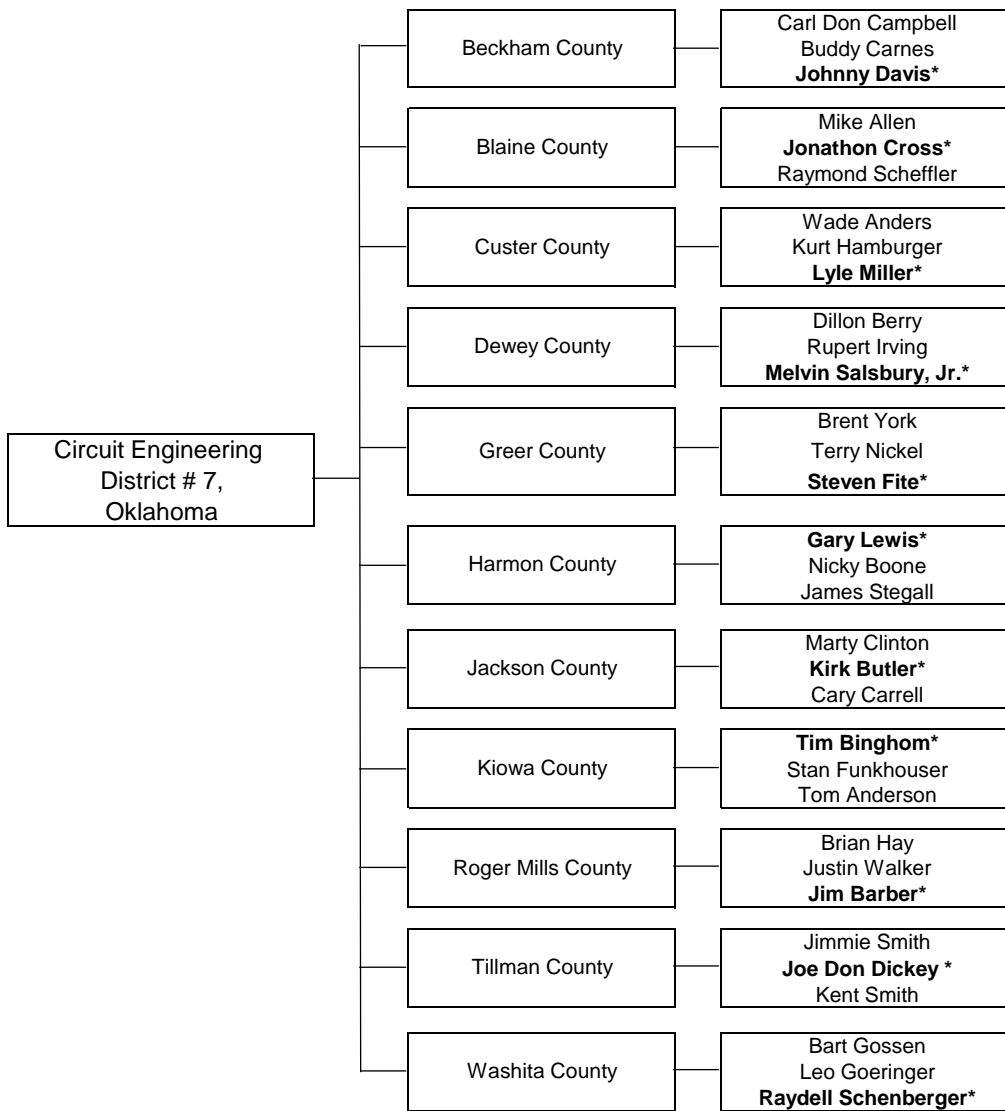 Circuit Engineering
District # 7,
Oklahoma
Beckham County
Carl Don Campbell
Buddy Carnes
Johnny Davis*
Blaine County
Mike Allen
Jonathon Cross*
Raymond Scheffler
Custer County
Wade Anders
Kurt Hamburger
Lyle Miller*
Dewey County
Dillon Berry
Rupert Irving
Melvin Salsbury, Jr.*
Greer County
Brent York
Terry Nickel
Steven Fite*
Harmon County
Gary Lewis*
Nicky Boone
James Stegall
Jackson County
Marty Clinton
Kirk Butler*
Cary Carrell
Kiowa County
Tim Binghom*
Stan Funkhouser
Tom Anderson
Roger Mills County
Brian Hay
Justin Walker
Jim Barber*
Tillman County
Jimmie Smith
Joe Don Dickey *
Kent Smith
Washita County
Bart Gossen
Leo Goeringer
Raydell Schenberger*